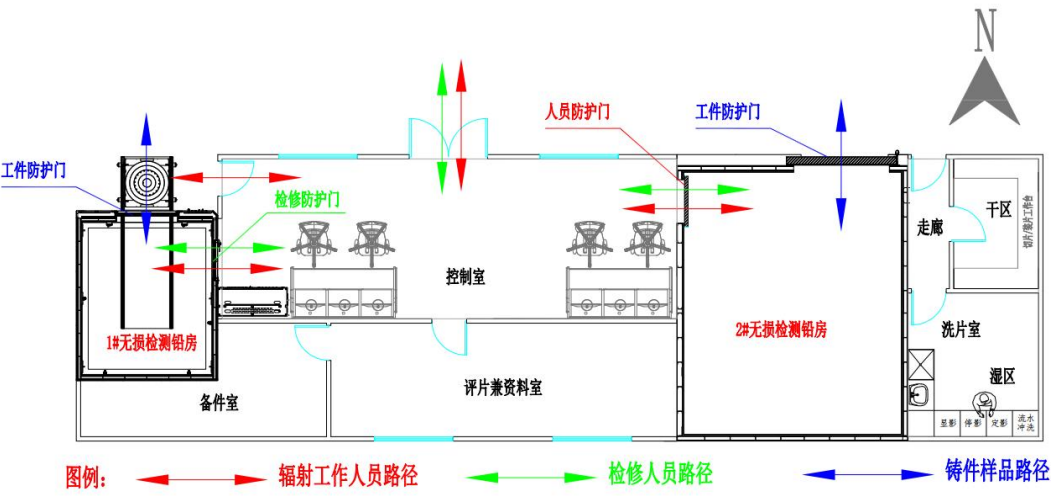 N
人员防护门
工件防护门
工件防护门
检修防护门
走廊
干区
切片/装片工作台
控制室
1#无损检测铅房
2#无损检测铅房
洗片室
评片兼资料室
备件室
湿区
显影
停影
定影
流水
冲洗
图例：
辐射工作人员路径
检修人员路径
铸件样品路径